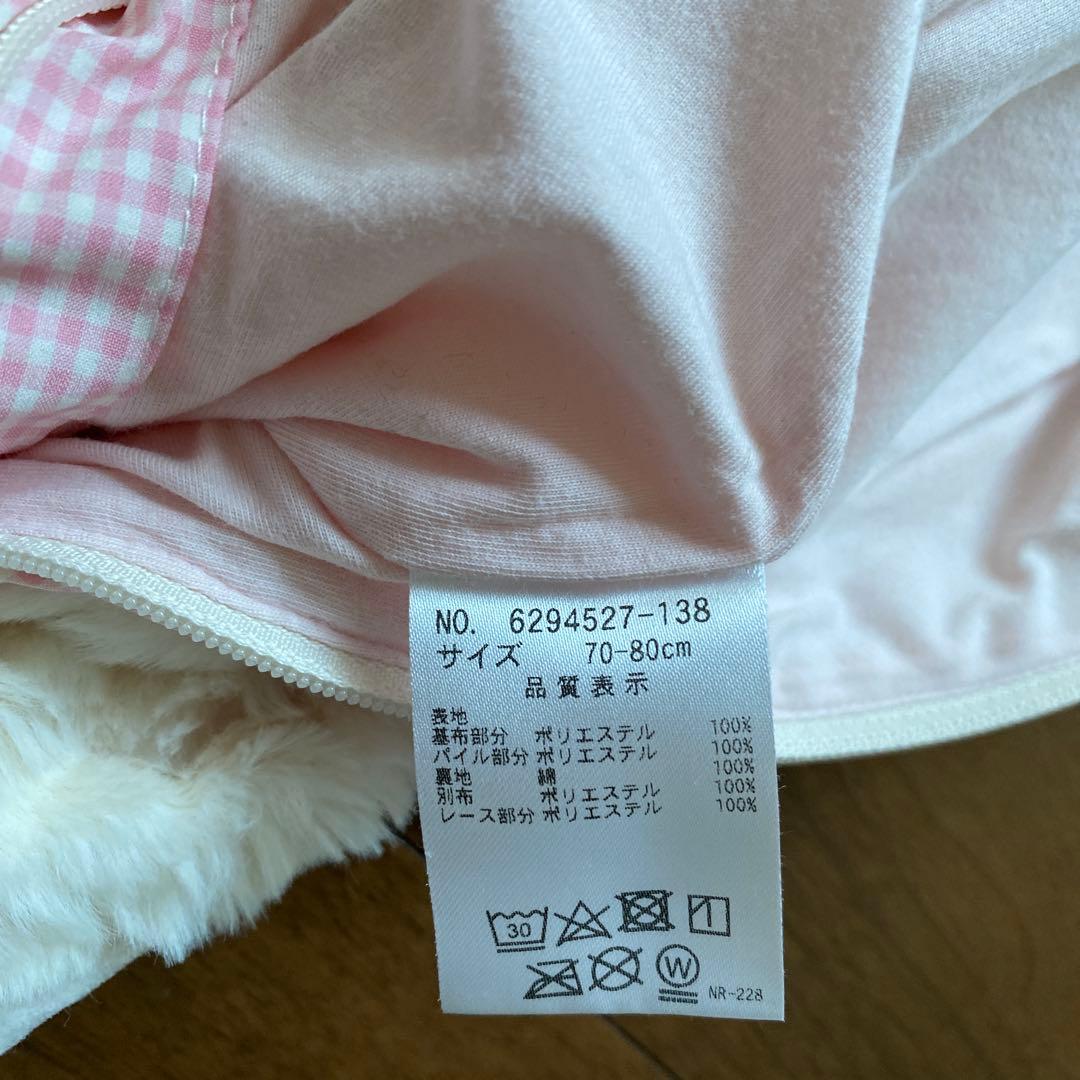 NO. 6294527-138
サイズ 70-80cm
品質表示
表地
基布部分 ポリエステル 100%
パイル部分 ポリエステル 100%
裏地 綿 100%
別布 ポリエステル 100%
レース部分 ポリエステル 100%
30
W
NR-228